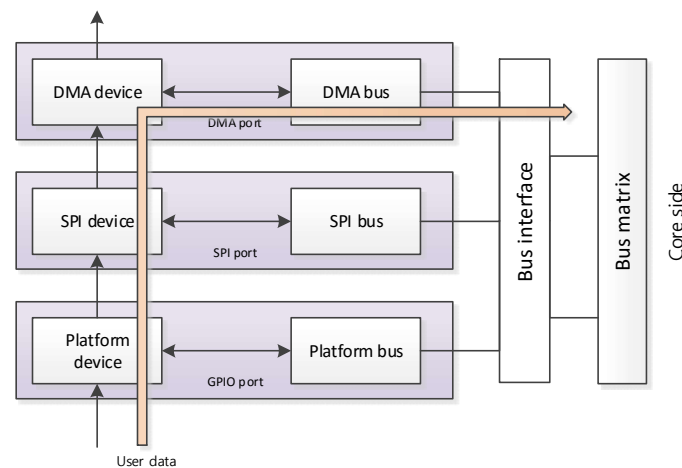 DMA device
DMA bus
DMA port
SPI device
SPI bus
SPI port
Platform
device
Platform bus
GPIO port
User data
Bus interface
Bus matrix
Core side